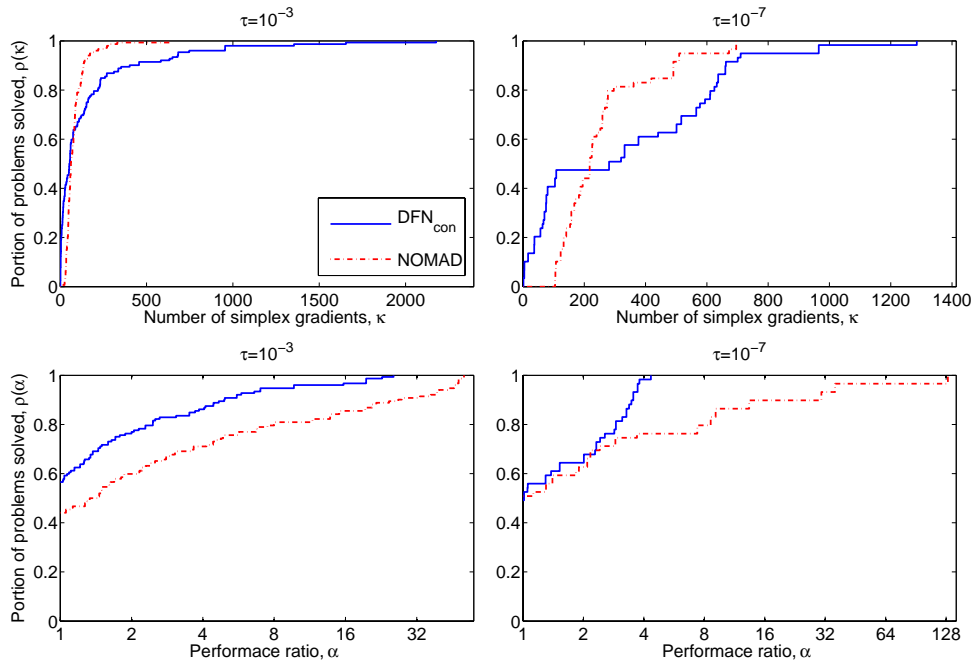 τ=10⁻³
Portion of problems solved, ρ(κ)
1
0.8
0.6
0.4
0.2
0
0 500 1000 1500 2000
Number of simplex gradients, κ
DFN_con
NOMAD
τ=10⁻⁷
1
0.8
0.6
0.4
0.2
0
0 200 400 600 800 1000 1200 1400
Number of simplex gradients, κ
τ=10⁻³
Portion of problems solved, ρ(α)
1
0.8
0.6
0.4
0.2
0
1 2 4 8 16 32
Performace ratio, α
τ=10⁻⁷
1
0.8
0.6
0.4
0.2
0
1 2 4 8 16 32 64 128
Performace ratio, α